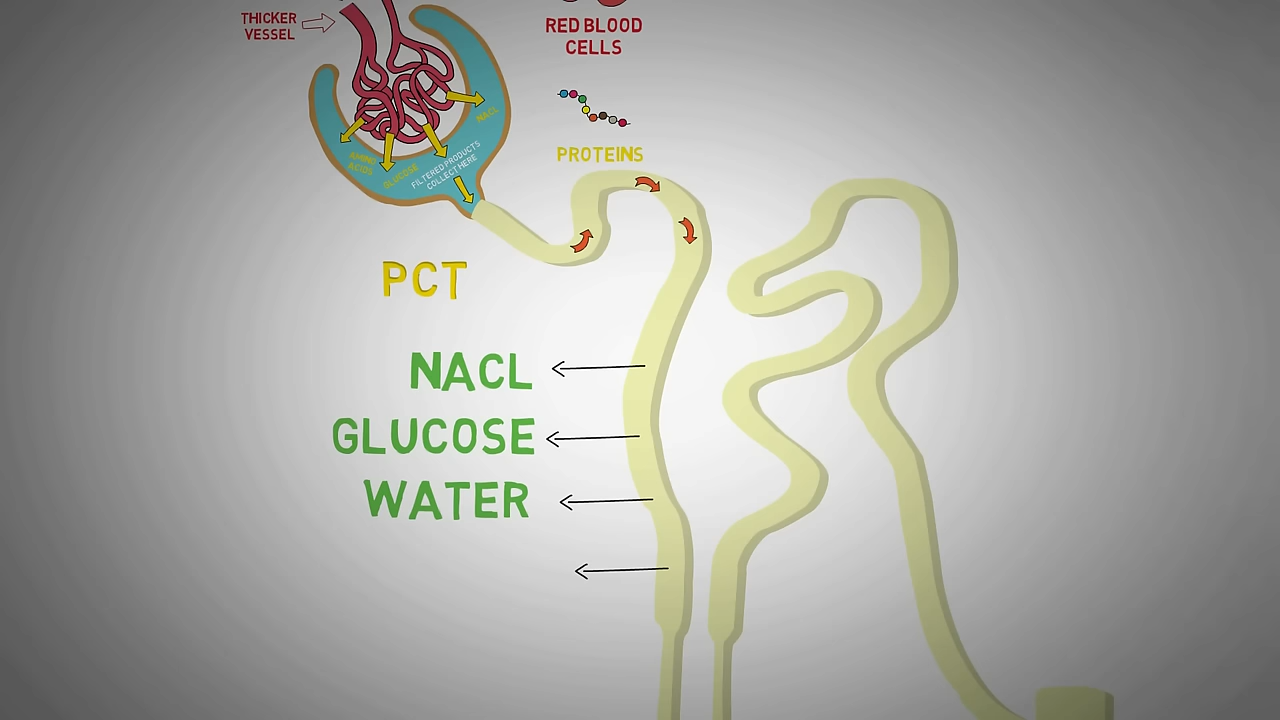 THICKER
VESSEL
RED BLOOD
CELLS
NACL
AMINO
ACIDS
GLUCOSE
FILTERED PRODUCTS
COLLECT HERE
PROTEINS
PCT
NACL
GLUCOSE
WATER